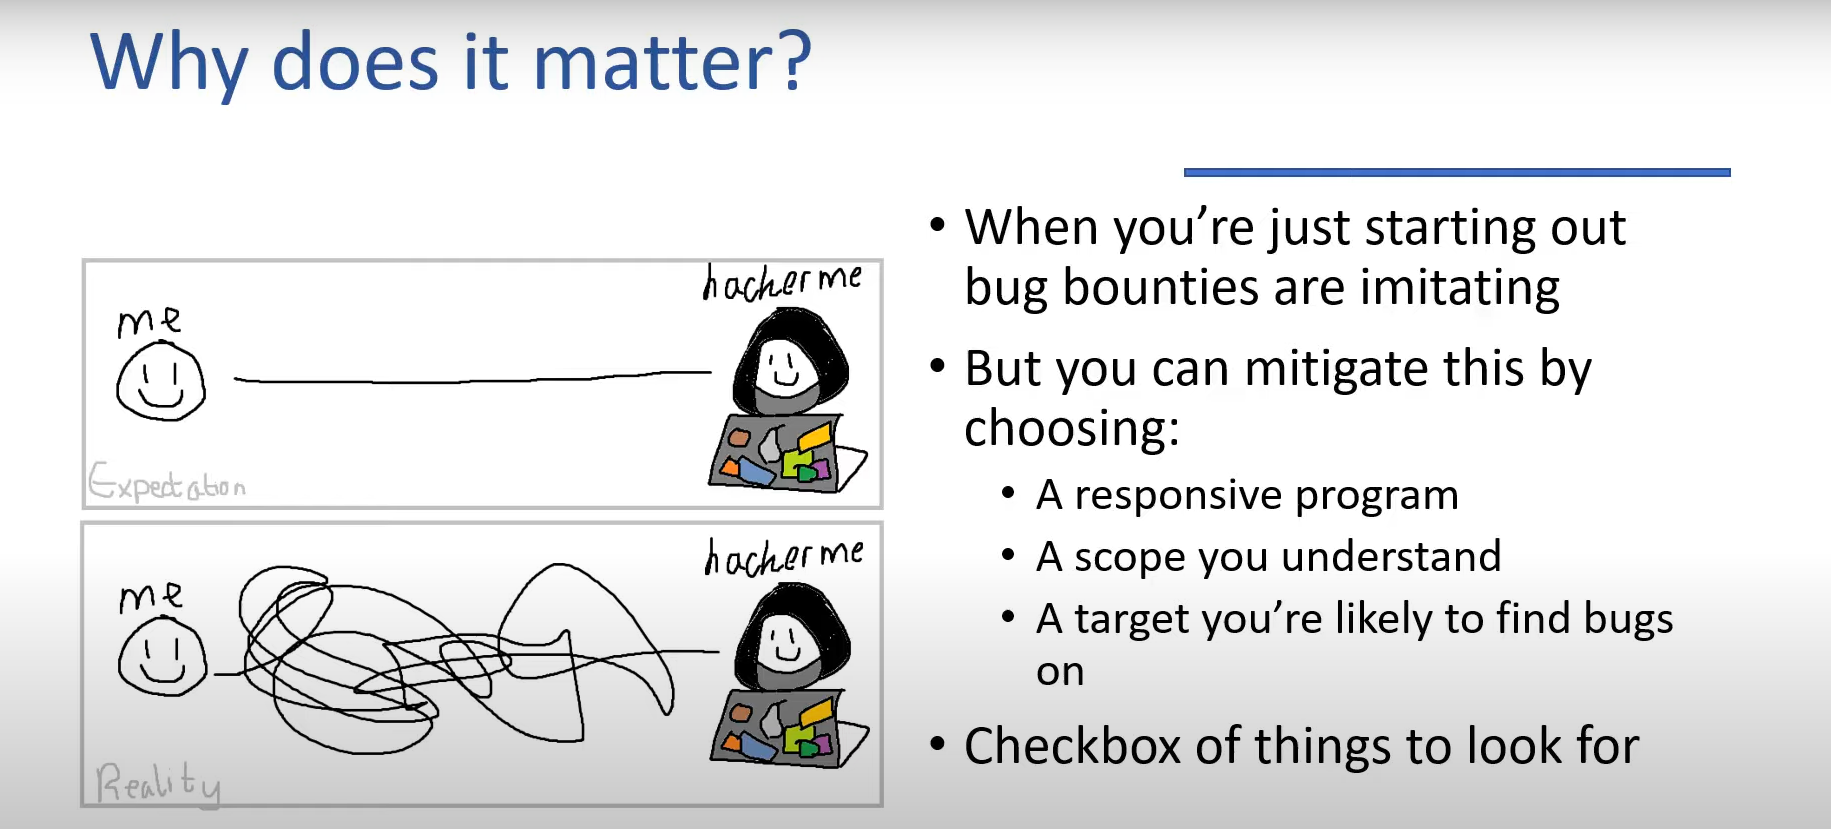 Why does it matter?
hacker me
me
Expectation
hacker me
me
Reality
• When you’re just starting out
bug bounties are imitating
• But you can mitigate this by
choosing:
• A responsive program
• A scope you understand
• A target you’re likely to find bugs
on
• Checkbox of things to look for